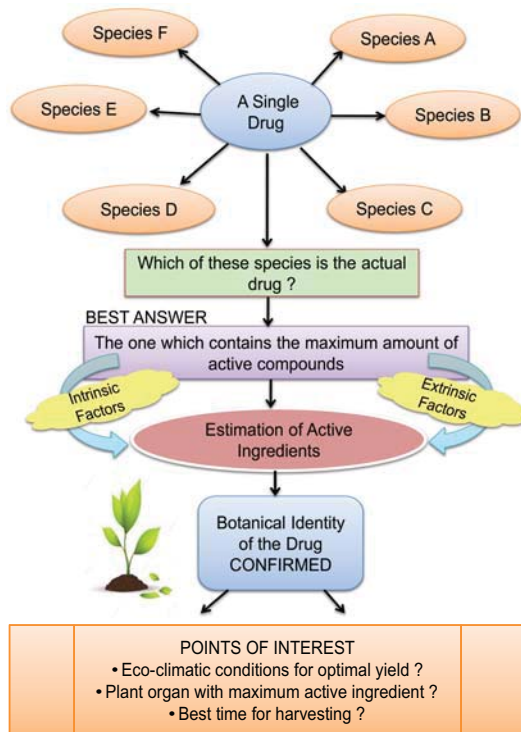 Species F
Species A
A Single
Drug
Species E
Species B
Species D
Species C
Which of these species is the actual
drug ?
BEST ANSWER
The one which contains the maximum amount of
active compounds
Intrinsic
Factors
Extrinsic
Factors
Estimation of Active
Ingredients
Botanical Identity
of the Drug
CONFIRMED
POINTS OF INTEREST
• Eco-climatic conditions for optimal yield ?
• Plant organ with maximum active ingredient ?
• Best time for harvesting ?